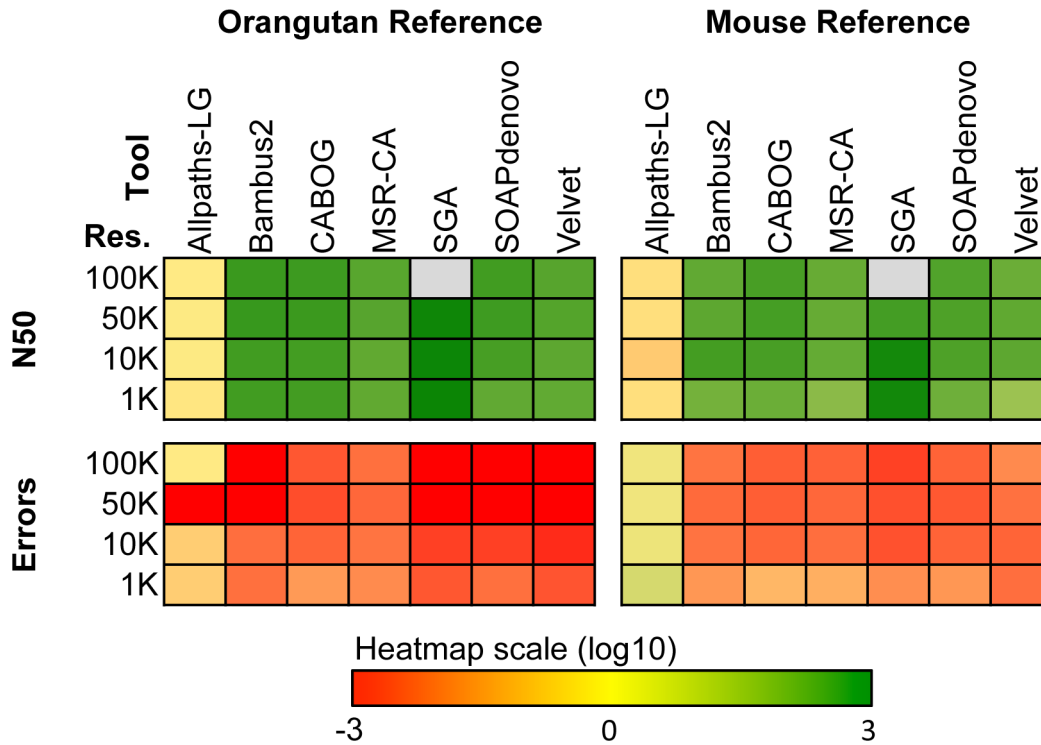 Orangutan Reference
Mouse Reference
Tool
Allpaths-LG
Bambus2
CABOG
MSR-CA
SGA
SOAPdenovo
Velvet
Allpaths-LG
Bambus2
CABOG
MSR-CA
SGA
SOAPdenovo
Velvet
Res.
N50
100K
50K
10K
1K
Errors
100K
50K
10K
1K
Heatmap scale (log10)
-3 0 3